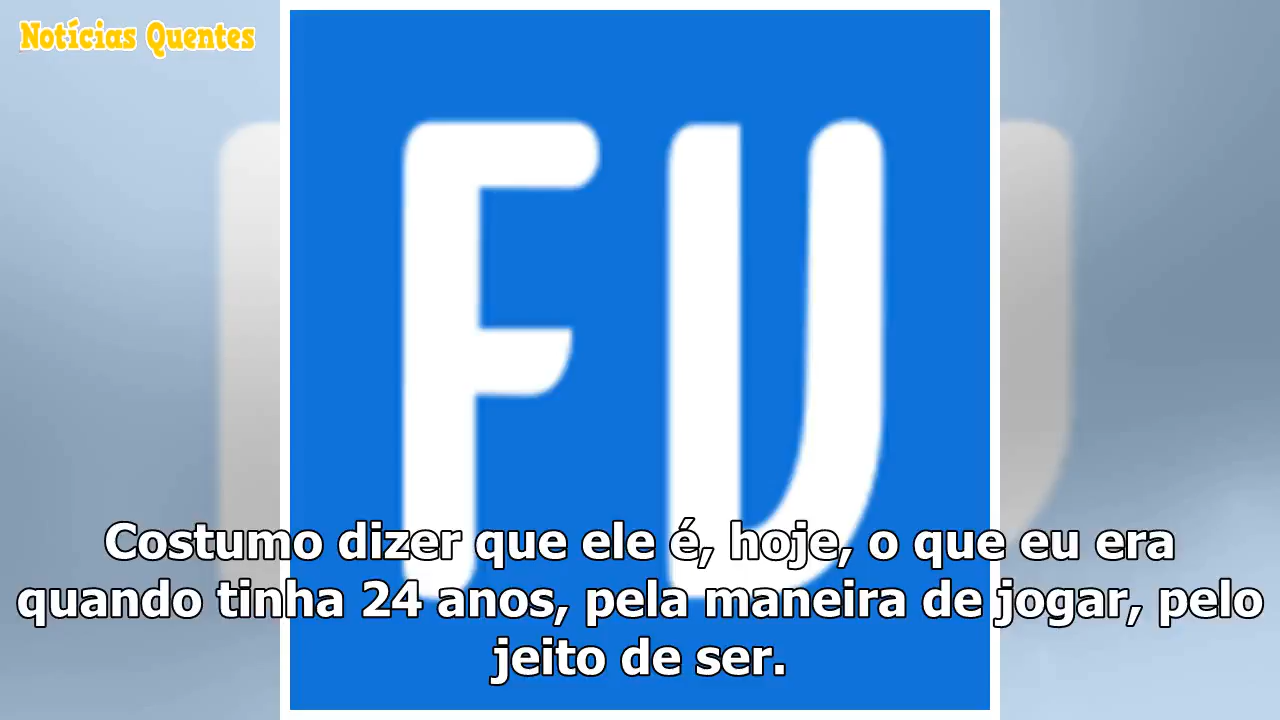 Notícias Quentes
FU
Costumo dizer que ele é, hoje, o que eu era
quando tinha 24 anos, pela maneira de jogar, pelo
jeito de ser.